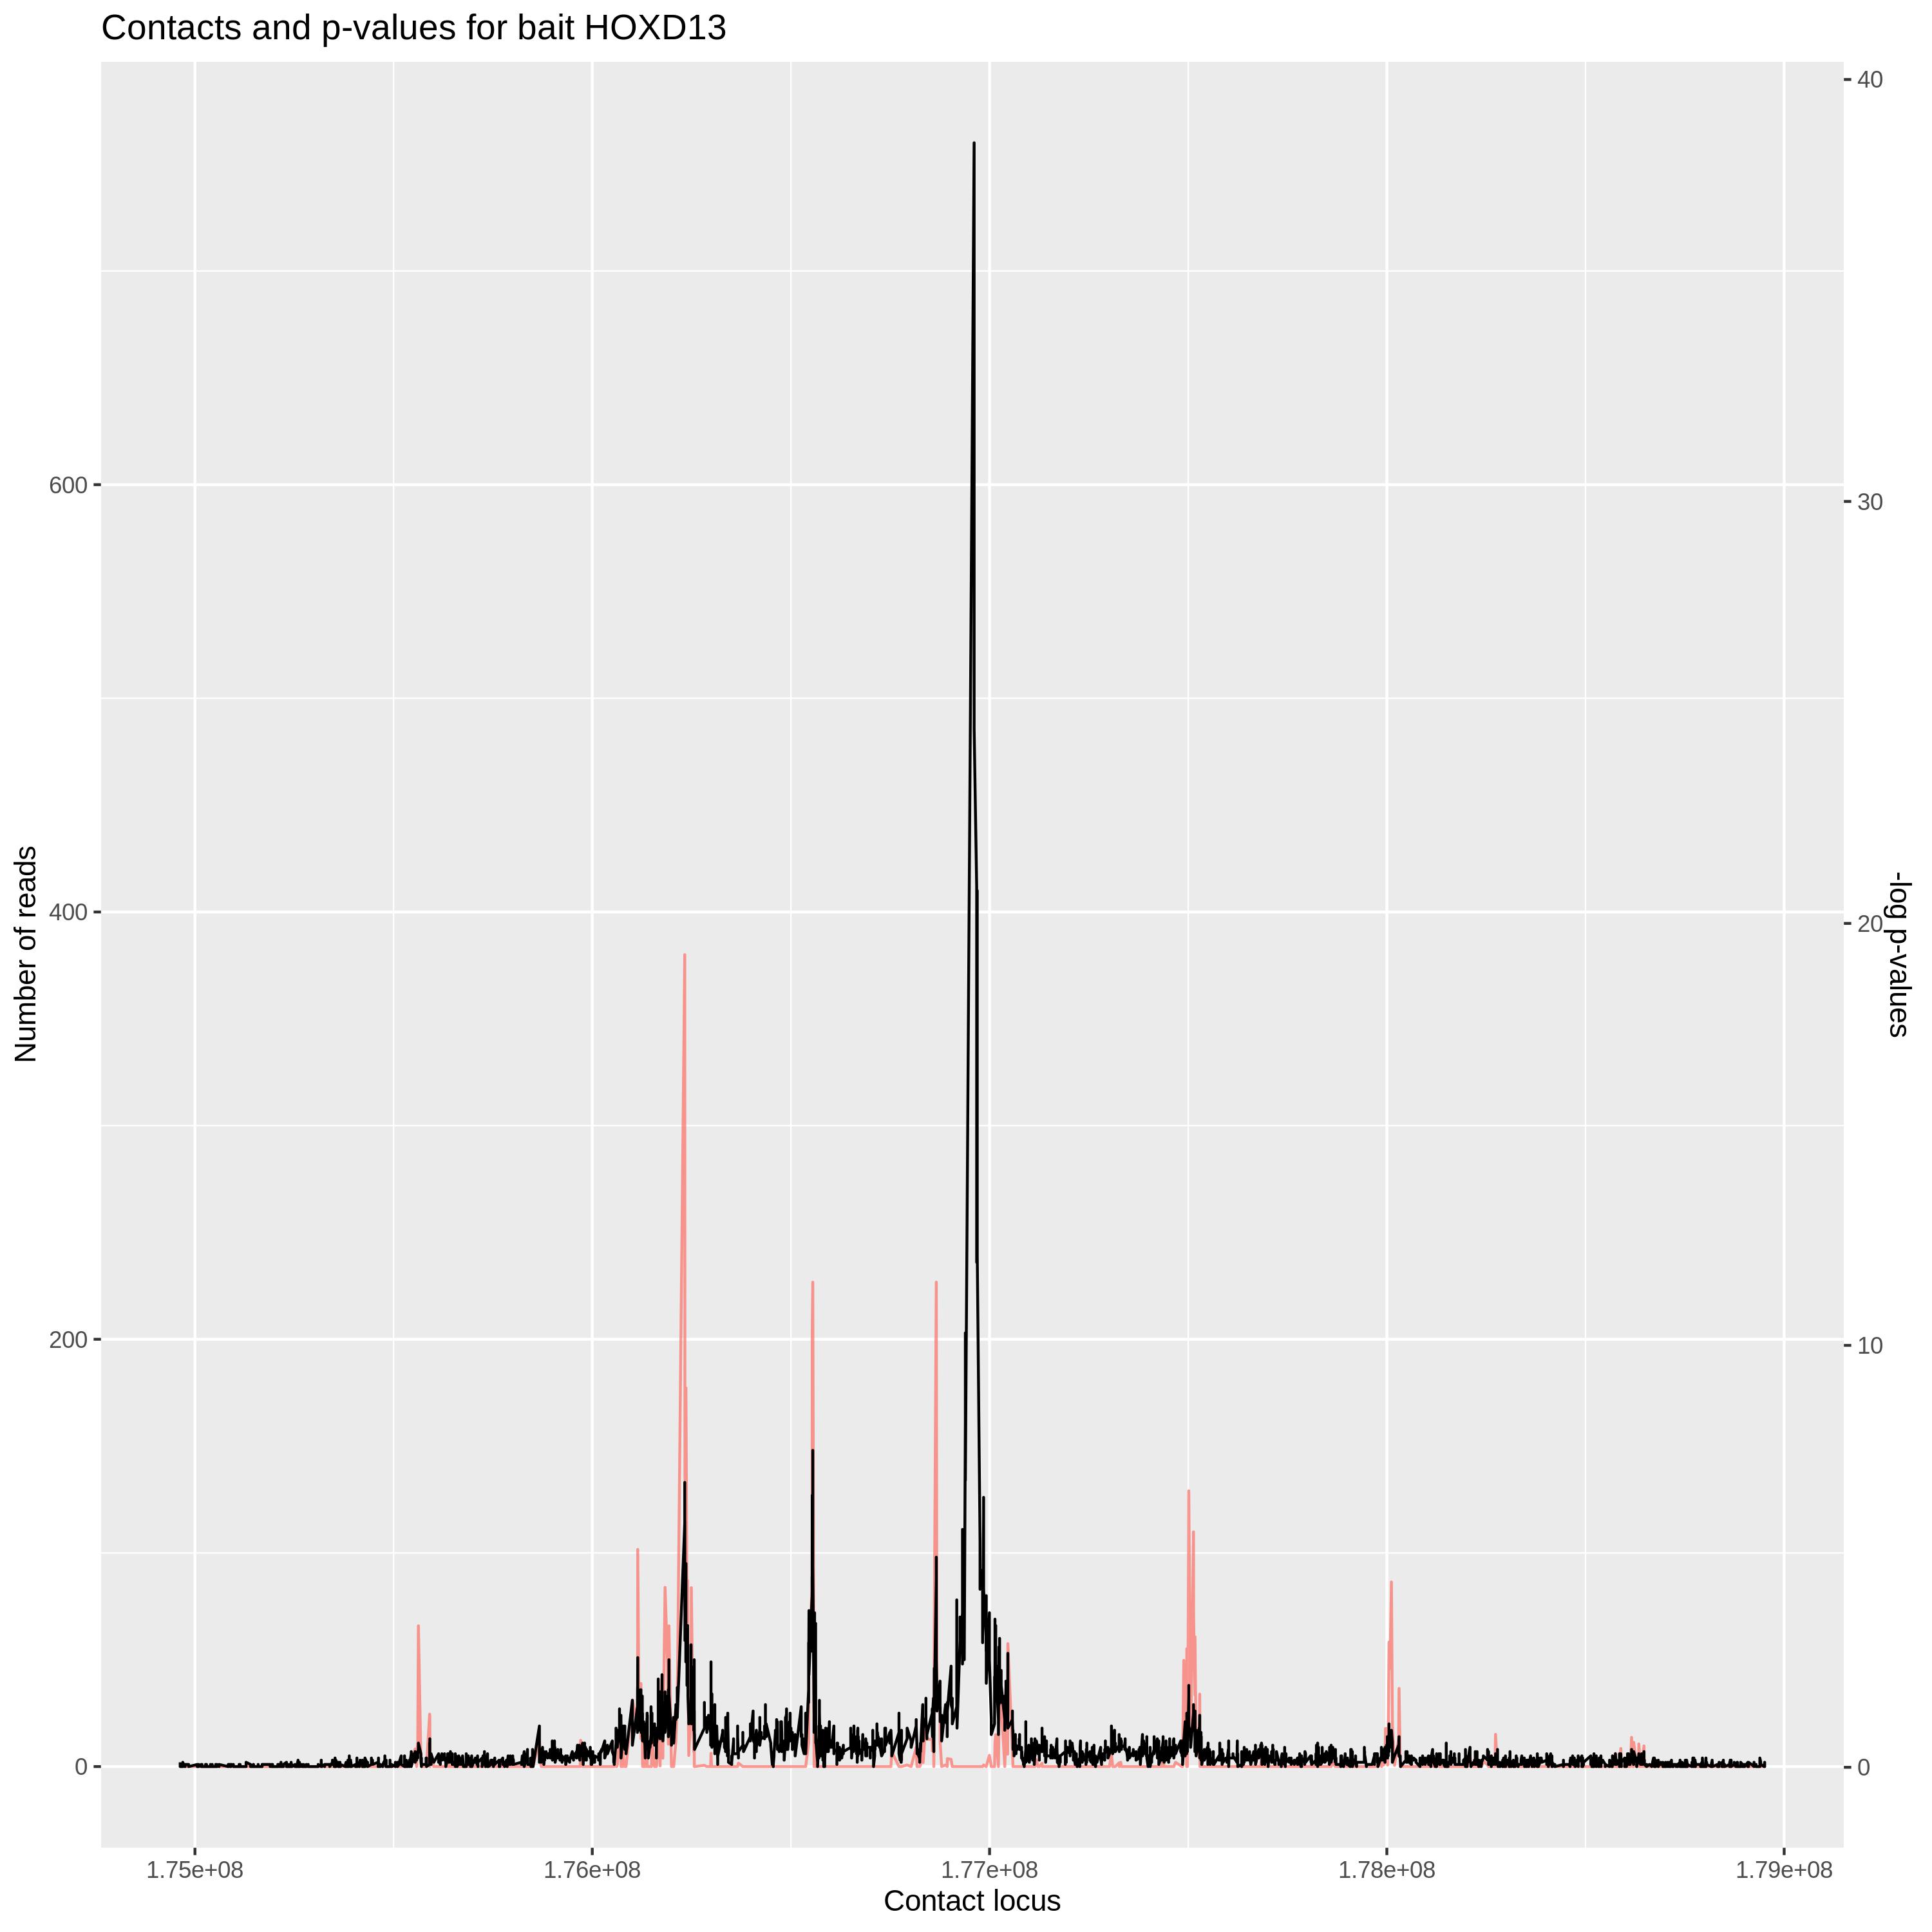 Contacts and p-values for bait HOXD13
Number of reads
600
400
200
0
40
30
20
10
0
-log p-values
1.75e+08
1.76e+08
1.77e+08
1.78e+08
1.79e+08
Contact locus